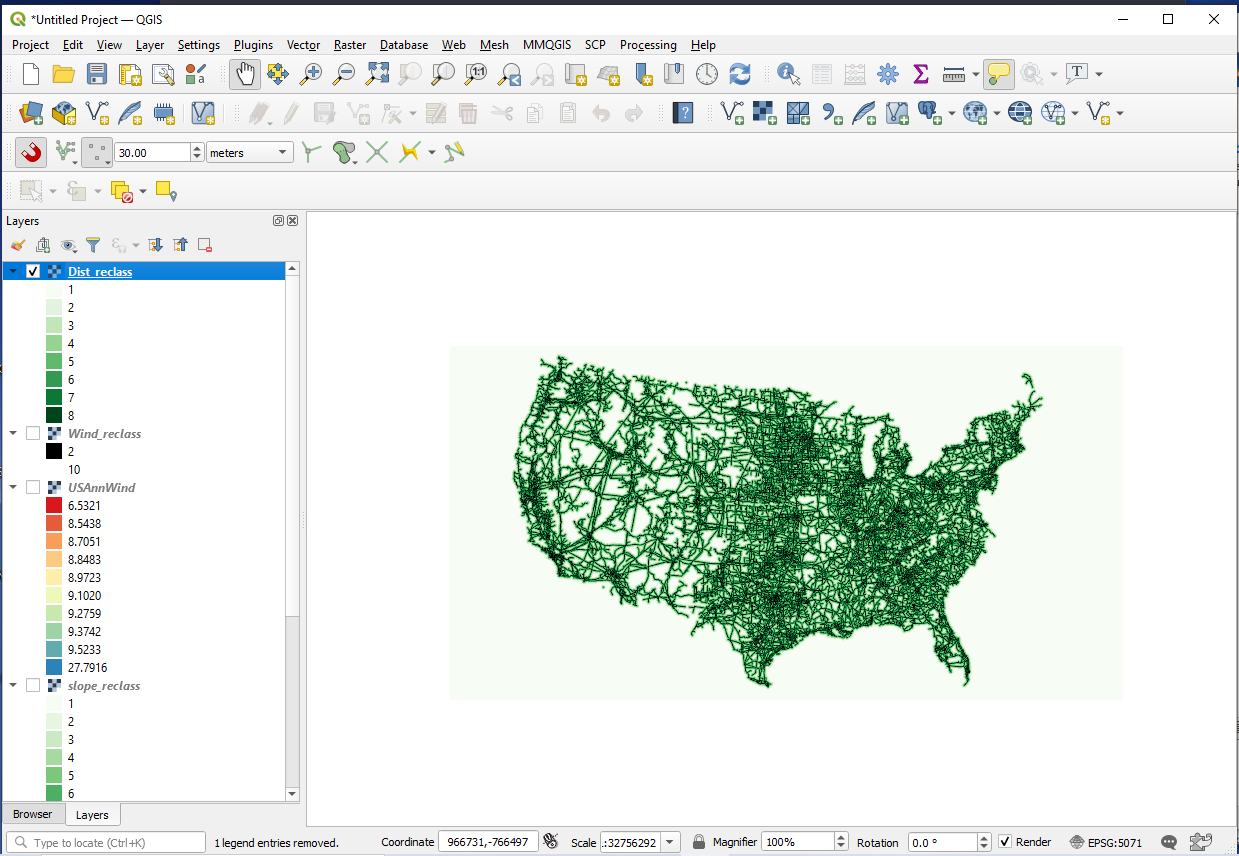 *Untitled Project — QGIS
Project Edit View Layer Settings Plugins Vector Raster Database Web Mesh MMQGIS SCP Processing Help
1:1
T
a
30.00 meters
?
Layers
Dist_reclass
1
2
3
4
5
6
7
8
Wind_reclass
2
10
USAnnWind
6.5321
8.5438
8.7051
8.8483
8.9723
9.1020
9.2759
9.3742
9.5233
27.7916
slope_reclass
1
2
3
4
5
6
Browser Layers
Type to locate (Ctrl+K) 1 legend entries removed. Coordinate 966731,-766497 Scale .:32756292 Magnifier 100% Rotation 0.0 ° Render EPSG:5071